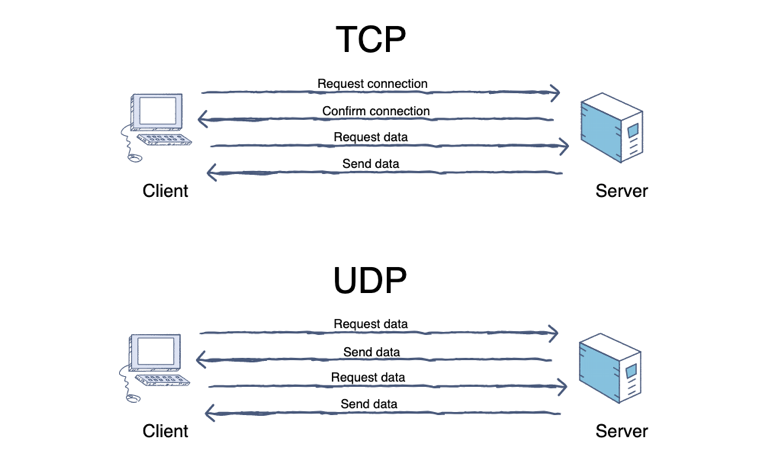 TCP
Request connection
Confirm connection
Request data
Send data
Client
Server
UDP
Request data
Send data
Request data
Send data
Client
Server